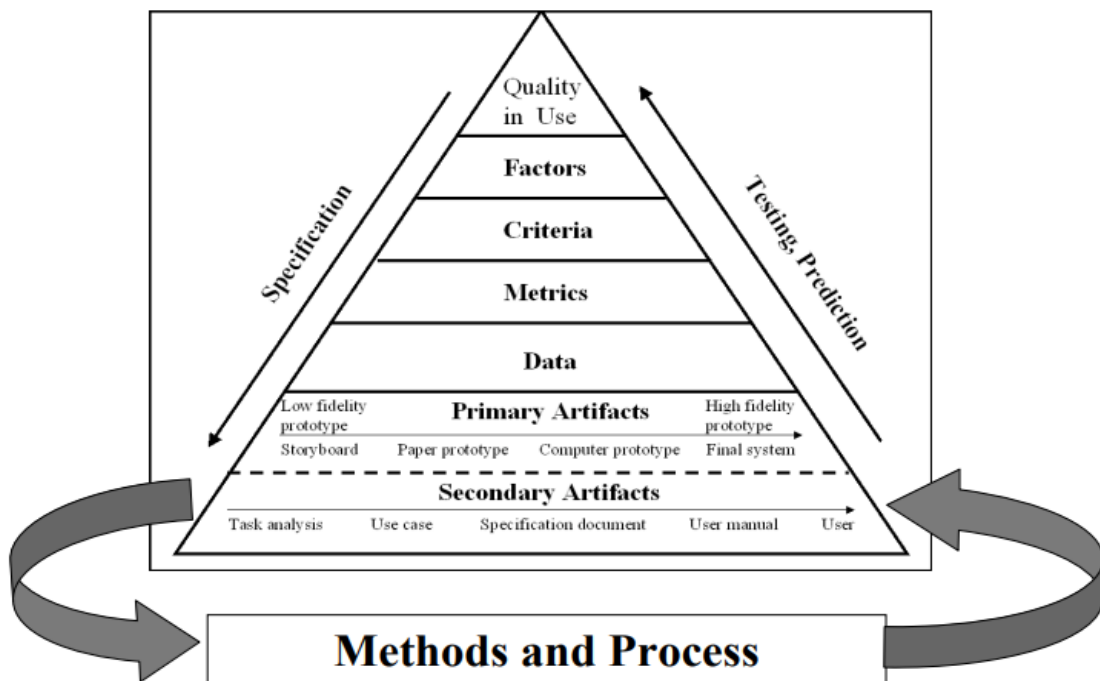 Quality
in Use
Factors
Specification
Testing, Prediction
Criteria
Metrics
Data
Low fidelity
prototype
Primary Artifacts
High fidelity
prototype
Storyboard Paper prototype Computer prototype Final system
Secondary Artifacts
Task analysis Use case Specification document User manual User
Methods and Process